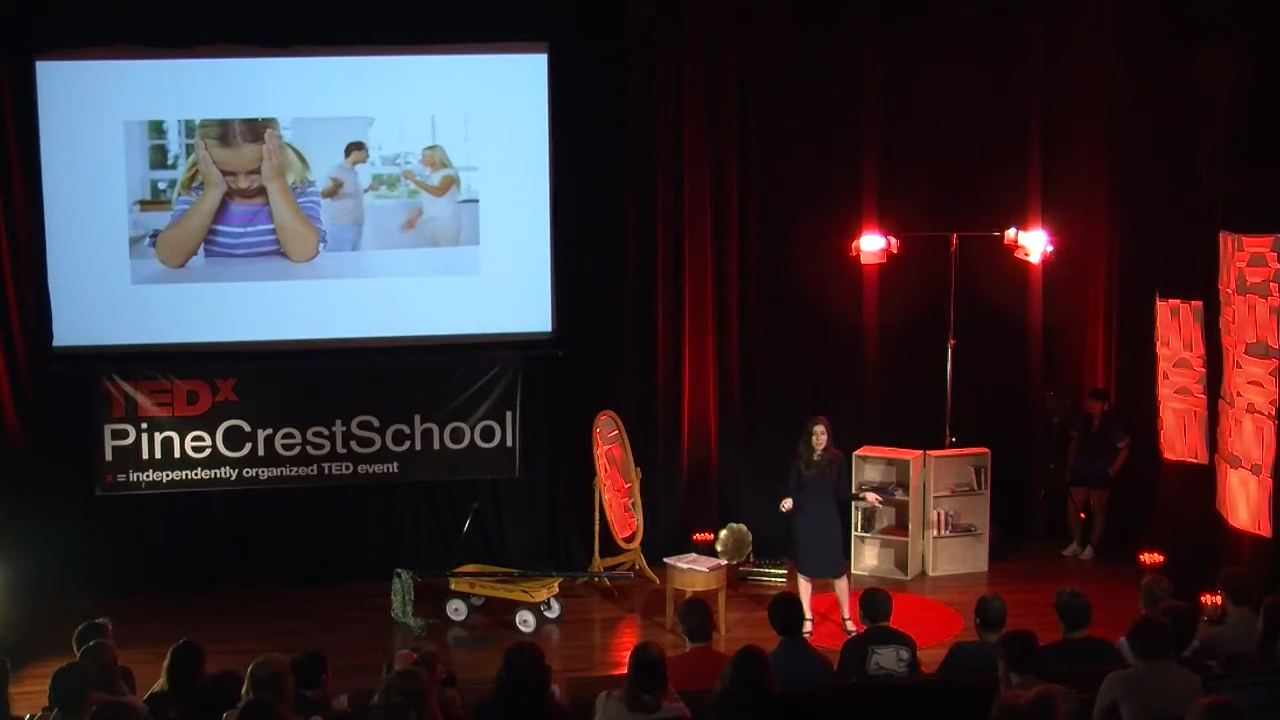 TEDx
PineCrestSchool
x = independently organized TED event